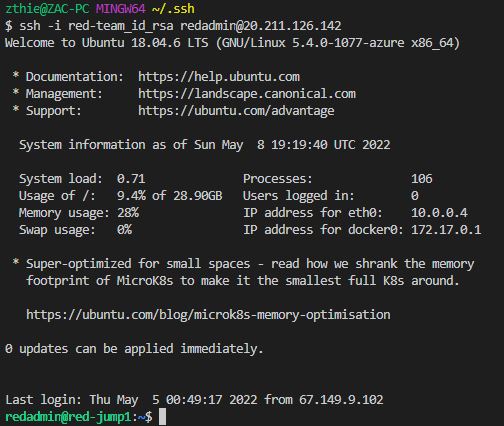 zthie@ZAC-PC MINGW64 ~/.ssh
$ ssh -i red-team_id_rsa redadmin@20.211.126.142
Welcome to Ubuntu 18.04.6 LTS (GNU/Linux 5.4.0-1077-azure x86_64)

 * Documentation:  https://help.ubuntu.com
 * Management:     https://landscape.canonical.com
 * Support:        https://ubuntu.com/advantage

  System information as of Sun May  8 19:19:40 UTC 2022

  System load:  0.71              Processes:              106
  Usage of /:   9.4% of 28.90GB   Users logged in:        0
  Memory usage: 28%               IP address for eth0:    10.0.0.4
  Swap usage:   0%                IP address for docker0: 172.17.0.1

 * Super-optimized for small spaces - read how we shrank the memory
   footprint of MicroK8s to make it the smallest full K8s around.

   https://ubuntu.com/blog/microk8s-memory-optimisation

0 updates can be applied immediately.

Last login: Thu May  5 00:49:17 2022 from 67.149.9.102
redadmin@red-jump1:~$